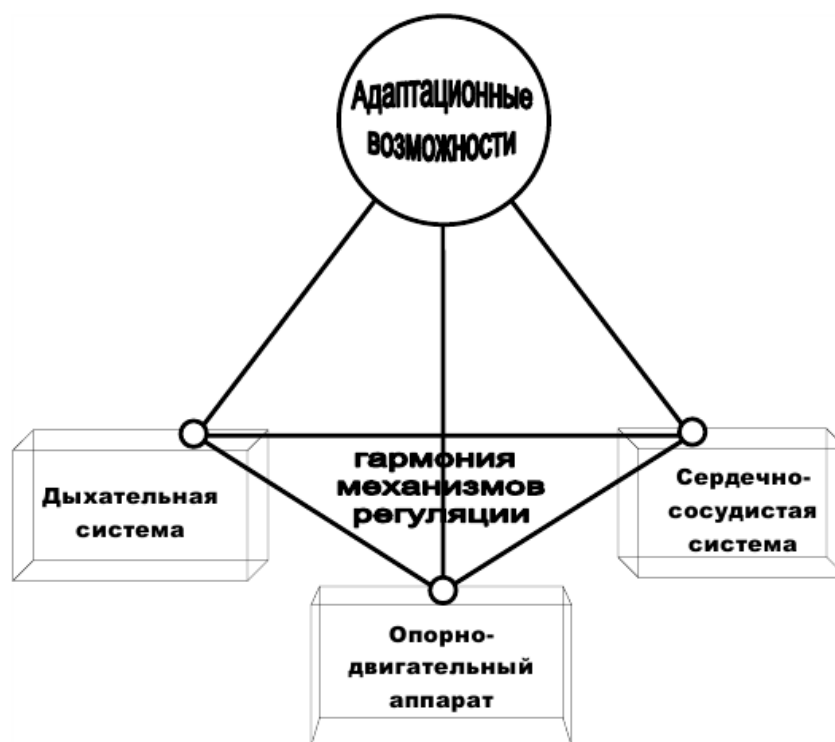 Адаптационные
возможности
гармония
механизмов
регуляции
Дыхательная
система
Сердечно-
сосудистая
система
Опорно-
двигательный
аппарат